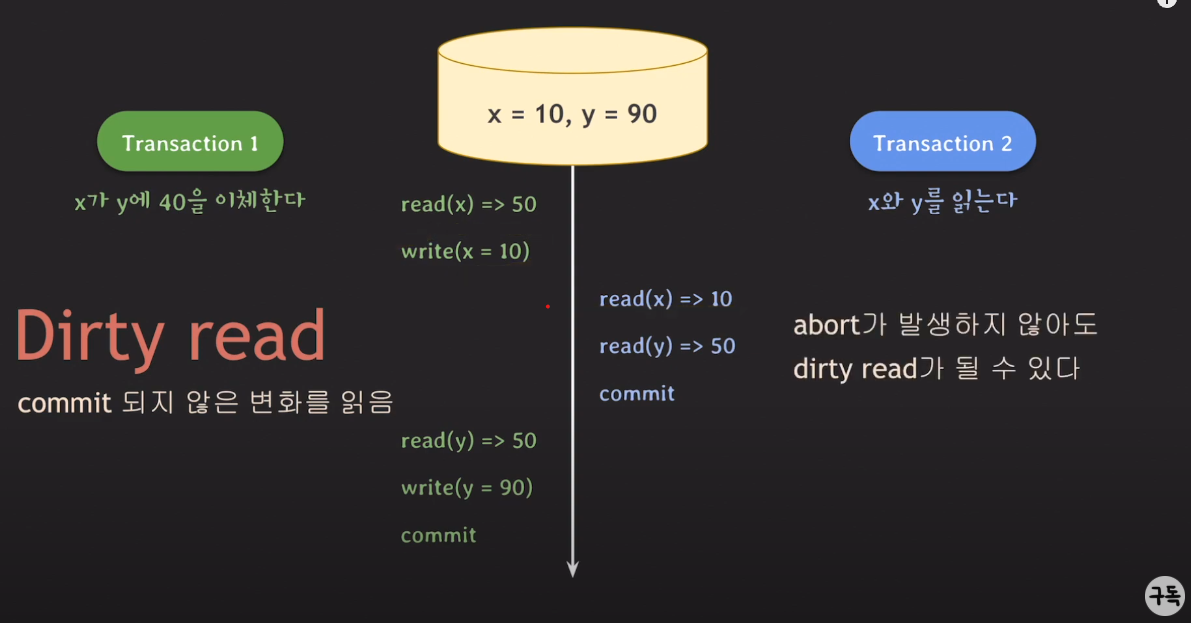 x = 10, y = 90
Transaction 1
x가 y에 40을 이체한다
Transaction 2
x와 y를 읽는다
read(x) => 50
write(x = 10)
read(x) => 10
read(y) => 50
commit
Dirty read
commit 되지 않은 변화를 읽음
abort가 발생하지 않아도
dirty read가 될 수 있다
read(y) => 50
write(y = 90)
commit
구독